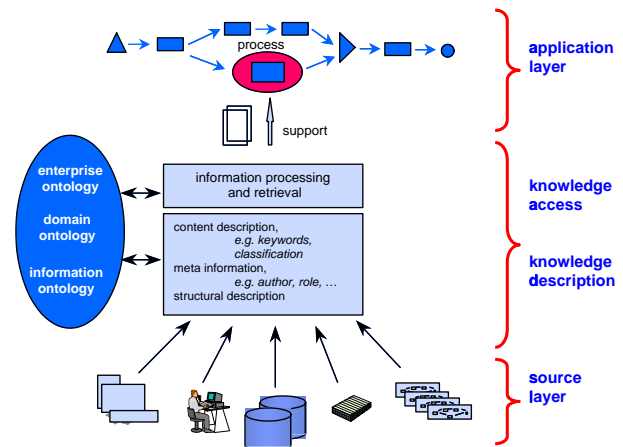 process
application
layer
support
enterprise
ontology
domain
ontology
information
ontology
information processing
and retrieval
content description,
e.g. keywords,
classification
meta information,
e.g. author, role, …
structural description
knowledge
access
knowledge
description
source
layer